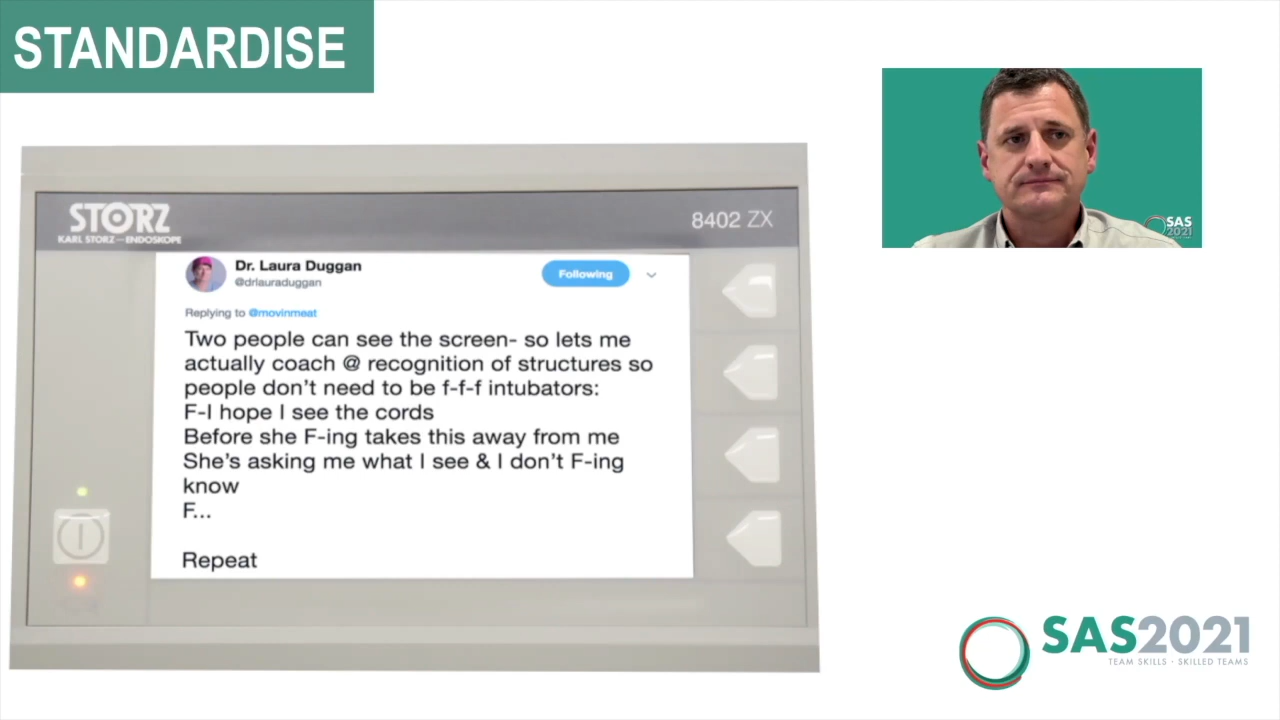 STANDARDISE
STORZ
KARL STORZ — ENDOSKOPE
8402 ZX
Dr. Laura Duggan
@drlauraduggan
Following
Replying to @movinmeat
Two people can see the screen- so lets me
actually coach @ recognition of structures so
people don't need to be f-f-f intubators:
F-I hope I see the cords
Before she F-ing takes this away from me
She's asking me what I see & I don't F-ing
know
F...
Repeat
SAS
2021
SAS2021
TEAM SKILLS · SKILLED TEAMS